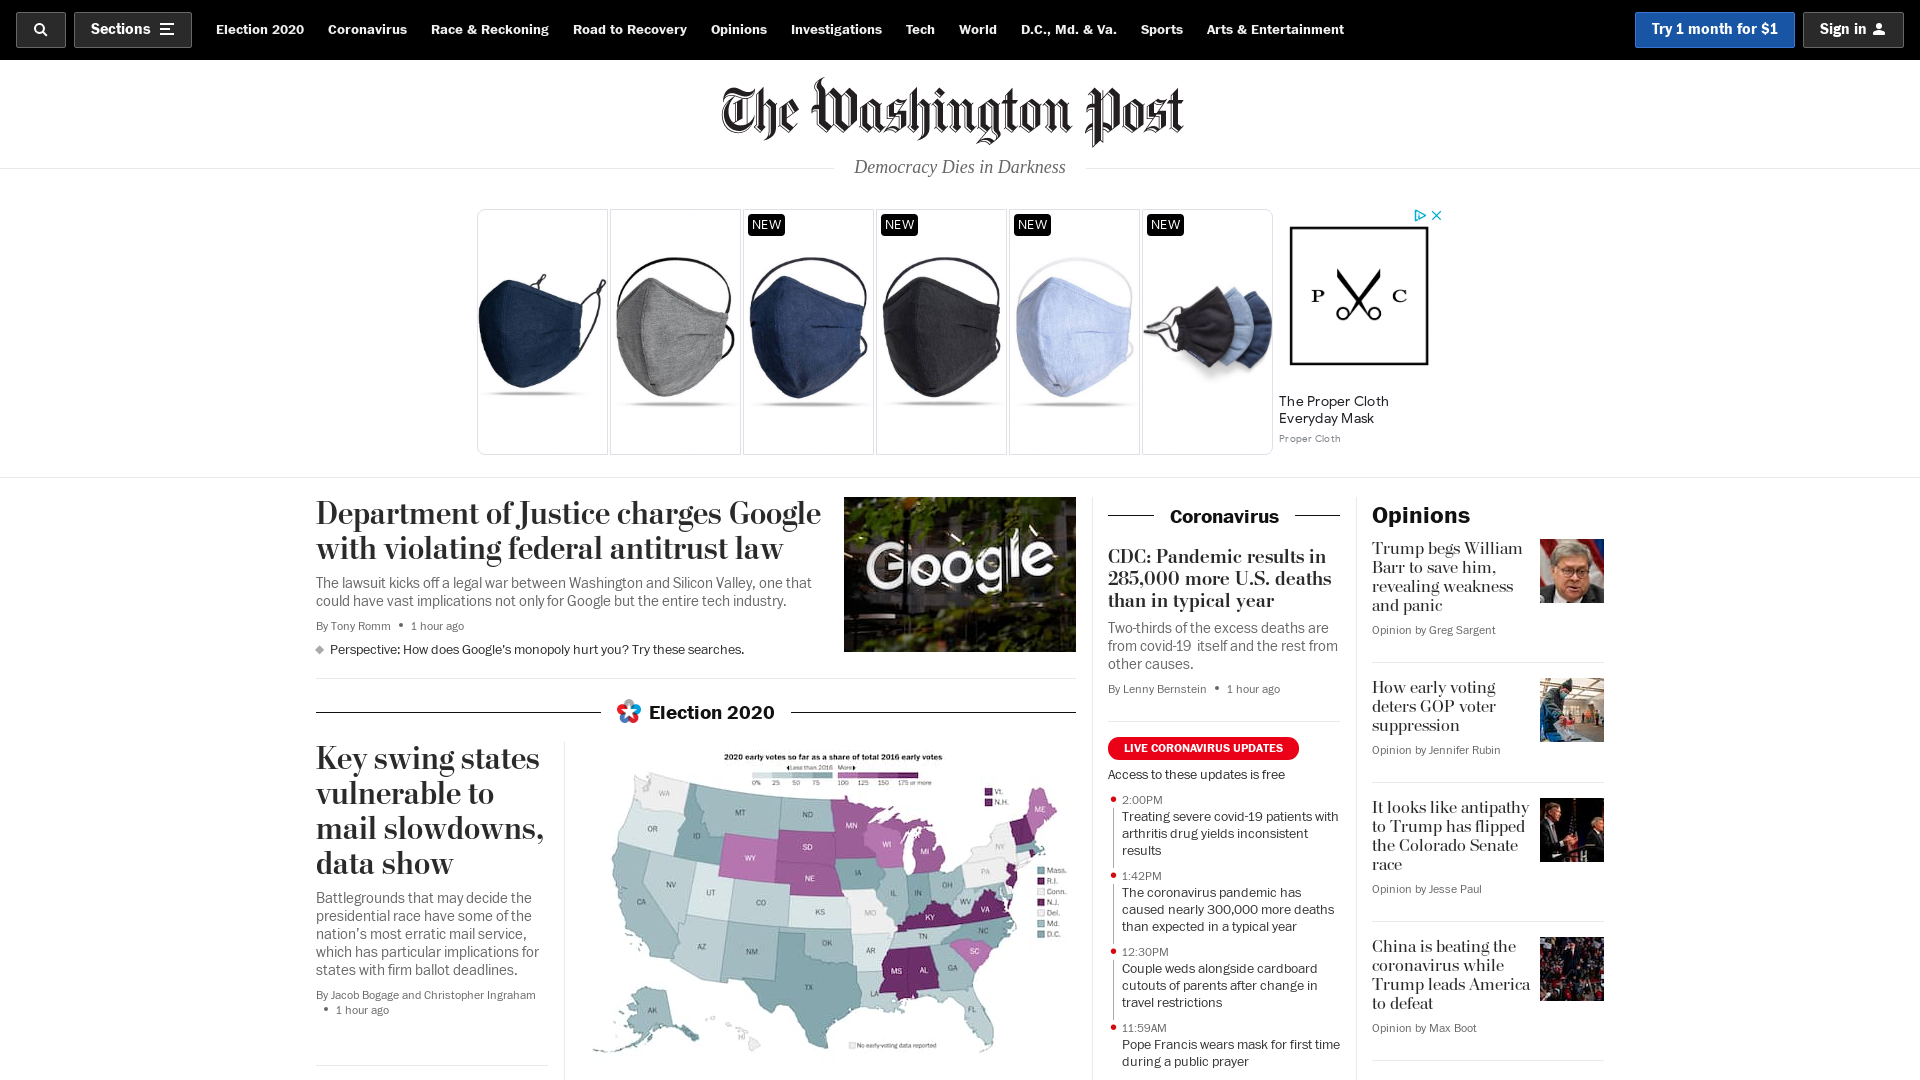 Sections
Election 2020
Coronavirus
Race & Reckoning
Road to Recovery
Opinions
Investigations
Tech
World
D.C., Md. & Va.
Sports
Arts & Entertainment
Try 1 month for $1
Sign in
The Washington Post
Democracy Dies in Darkness
NEW
NEW
NEW
NEW
P C
The Proper Cloth
Everyday Mask
Proper Cloth
Department of Justice charges Google
with violating federal antitrust law
The lawsuit kicks off a legal war between Washington and Silicon Valley, one that
could have vast implications not only for Google but the entire tech industry.
By Tony Romm • 1 hour ago
Perspective: How does Google's monopoly hurt you? Try these searches.
Google
Election 2020
Key swing states
vulnerable to
mail slowdowns,
data show
Battlegrounds that may decide the
presidential race have some of the
nation's most erratic mail service,
which has particular implications for
states with firm ballot deadlines.
By Jacob Bogage and Christopher Ingraham
• 1 hour ago
2020 early votes so far as a share of total 2016 early votes
Less than 2016 More
0% 25 50 75 100 125 150 175 or more
Vt.
N.H.
WA
MT
ND
MN
ME
OR
ID
SD
WI
MI
NY
WY
NE
IA
PA
NV
UT
CO
KS
MO
IL
IN
OH
WV
VA
KY
CA
AZ
NM
OK
AR
TN
NC
SC
MS
AL
GA
TX
LA
FL
AK
HI
Mass.
R.I.
Conn.
N.J.
Del.
Md.
D.C.
No early-voting data reported
Coronavirus
CDC: Pandemic results in
285,000 more U.S. deaths
than in typical year
Two-thirds of the excess deaths are
from covid-19 itself and the rest from
other causes.
By Lenny Bernstein • 1 hour ago
LIVE CORONAVIRUS UPDATES
Access to these updates is free
2:00PM
Treating severe covid-19 patients with
arthritis drug yields inconsistent
results
1:42PM
The coronavirus pandemic has
caused nearly 300,000 more deaths
than expected in a typical year
12:30PM
Couple weds alongside cardboard
cutouts of parents after change in
travel restrictions
11:59AM
Pope Francis wears mask for first time
during a public prayer
Opinions
Trump begs William
Barr to save him,
revealing weakness
and panic
Opinion by Greg Sargent
How early voting
deters GOP voter
suppression
Opinion by Jennifer Rubin
It looks like antipathy
to Trump has flipped
the Colorado Senate
race
Opinion by Jesse Paul
China is beating the
coronavirus while
Trump leads America
to defeat
Opinion by Max Boot